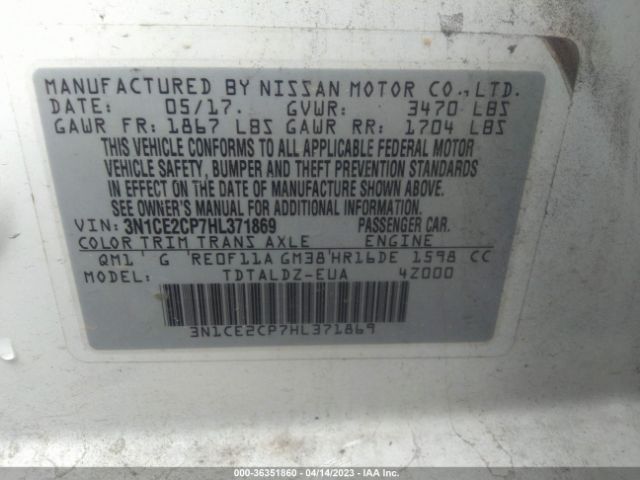 MANUFACTURED BY NISSAN MOTOR CO.,LTD.
DATE: 05/17. GVWR: 3470 LBS
GAWR FR: 1867 LBS GAWR RR: 1704 LBS
THIS VEHICLE CONFORMS TO ALL APPLICABLE FEDERAL MOTOR
VEHICLE SAFETY, BUMPER AND THEFT PREVENTION STANDARDS
IN EFFECT ON THE DATE OF MANUFACTURE SHOWN ABOVE.
SEE OWNER'S MANUAL FOR ADDITIONAL INFORMATION.
VIN: 3N1CE2CP7HL371869 PASSENGER CAR.
COLOR TRIM TRANS AXLE ENGINE
QM1 G RE0F11A GM38 HR16DE 1598 CC
MODEL: TDTALDZ-EUA 4Z000
3N1CE2CP7HL371869
000-36351860 - 04/14/2023 - IAA Inc.